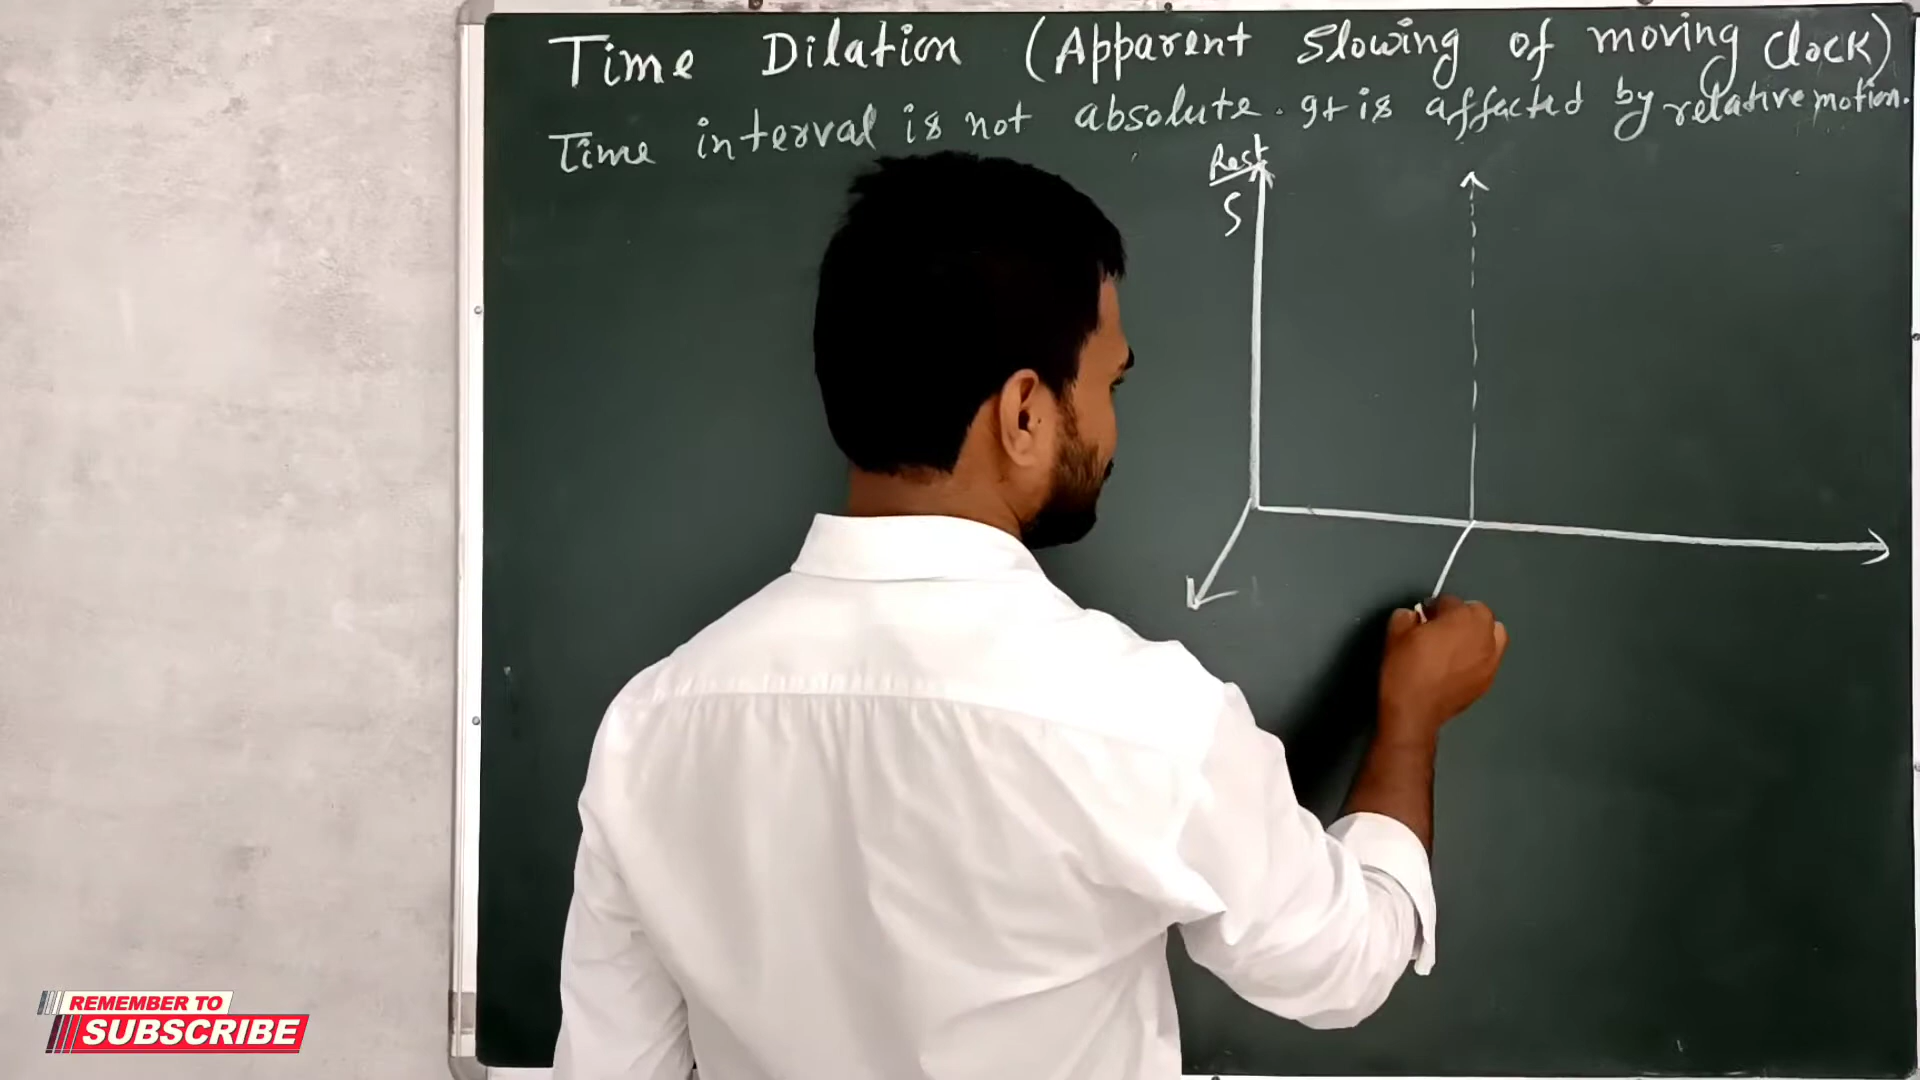 Time Dilation (Apparent Slowing of moving Clock)
Time interval is not absolute. It is affected by relative motion.
Rest
S
REMEMBER TO
SUBSCRIBE